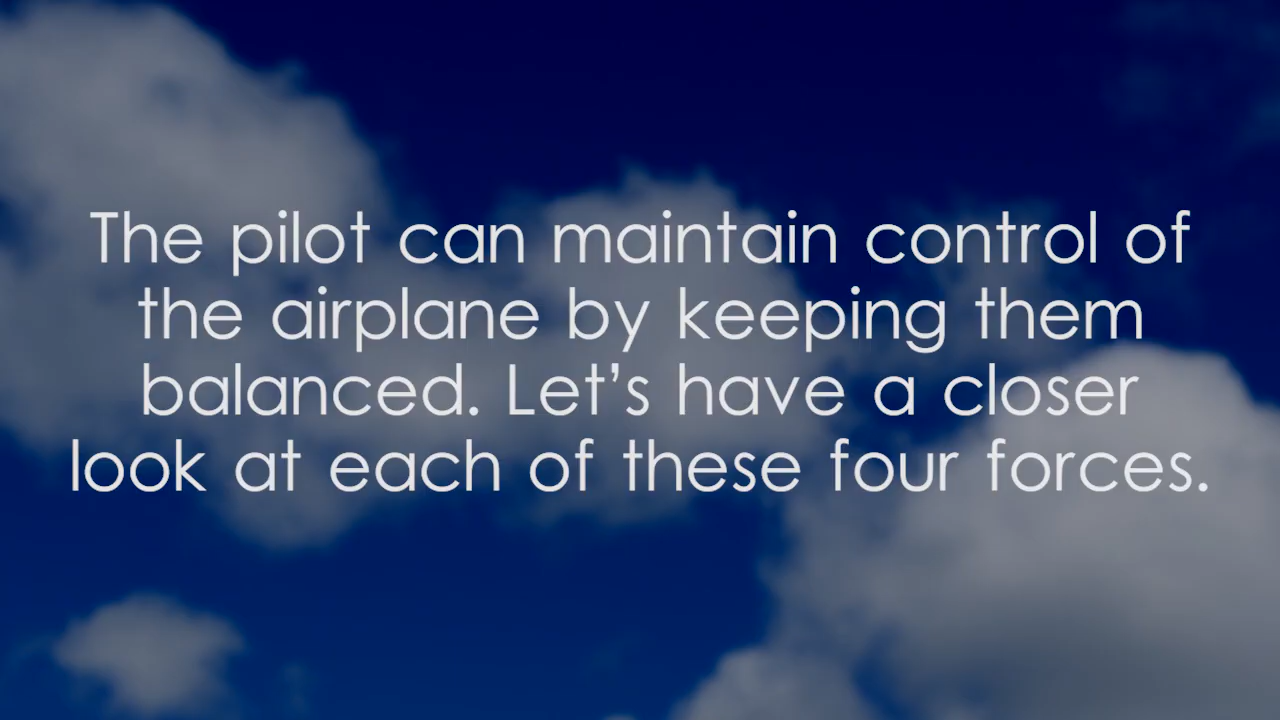 The pilot can maintain control of
the airplane by keeping them
balanced. Let’s have a closer
look at each of these four forces.